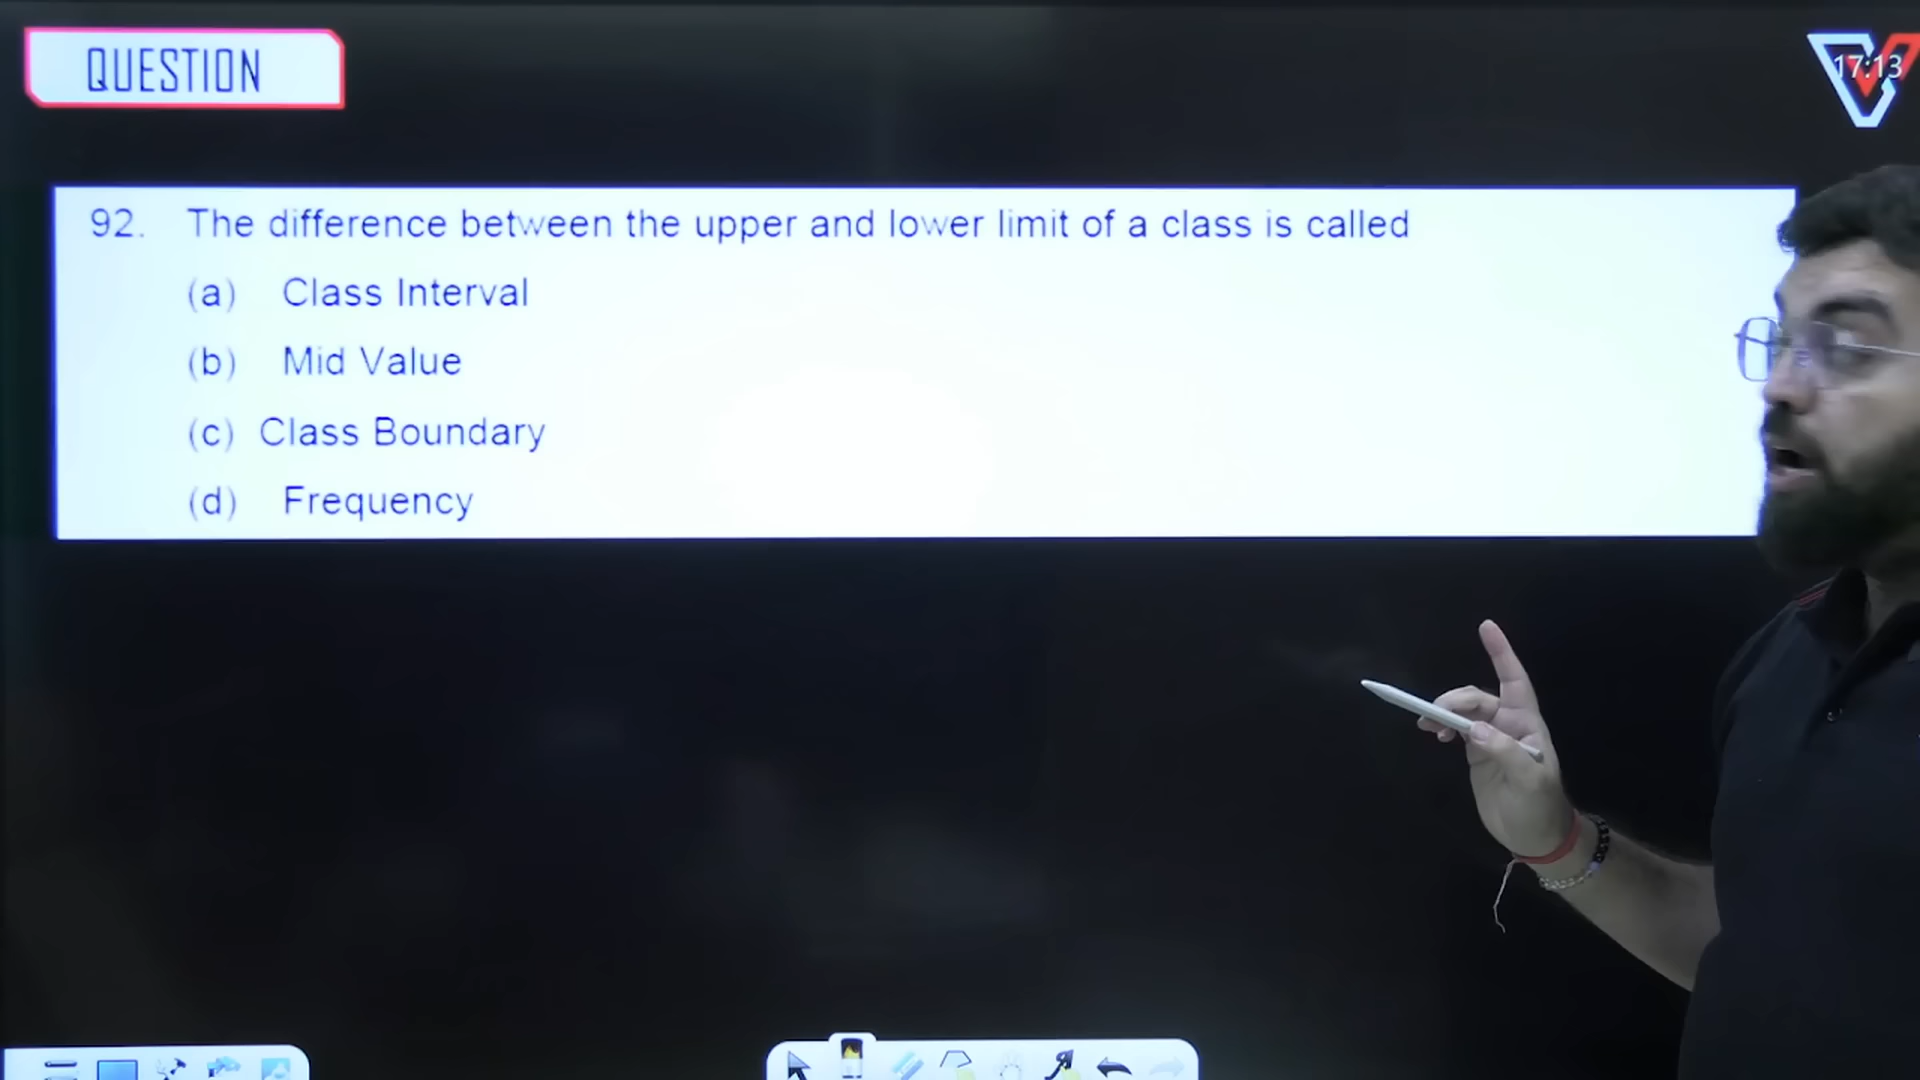 QUESTION
17:13
92. The difference between the upper and lower limit of a class is called
(a) Class Interval
(b) Mid Value
(c) Class Boundary
(d) Frequency